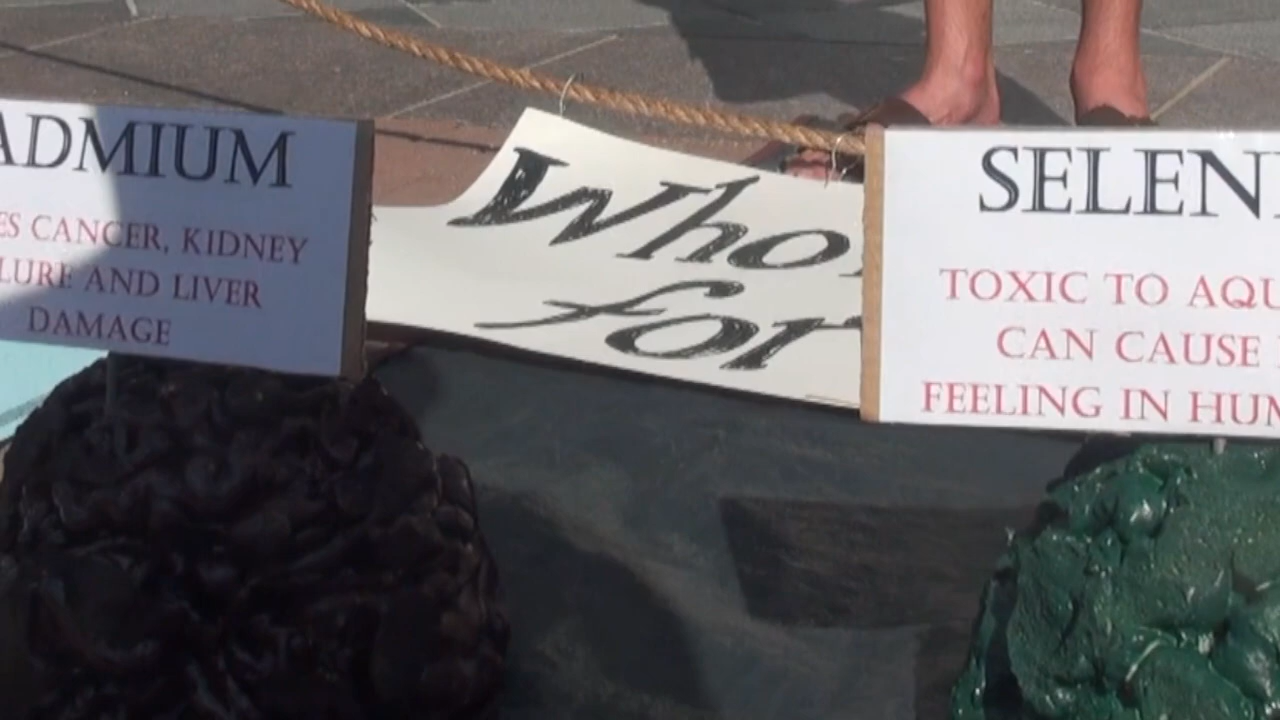 ADMIUM
ES CANCER, KIDNEY
LURE AND LIVER
DAMAGE
Who
for
SELEN
TOXIC TO AQU
CAN CAUSE
FEELING IN HUM